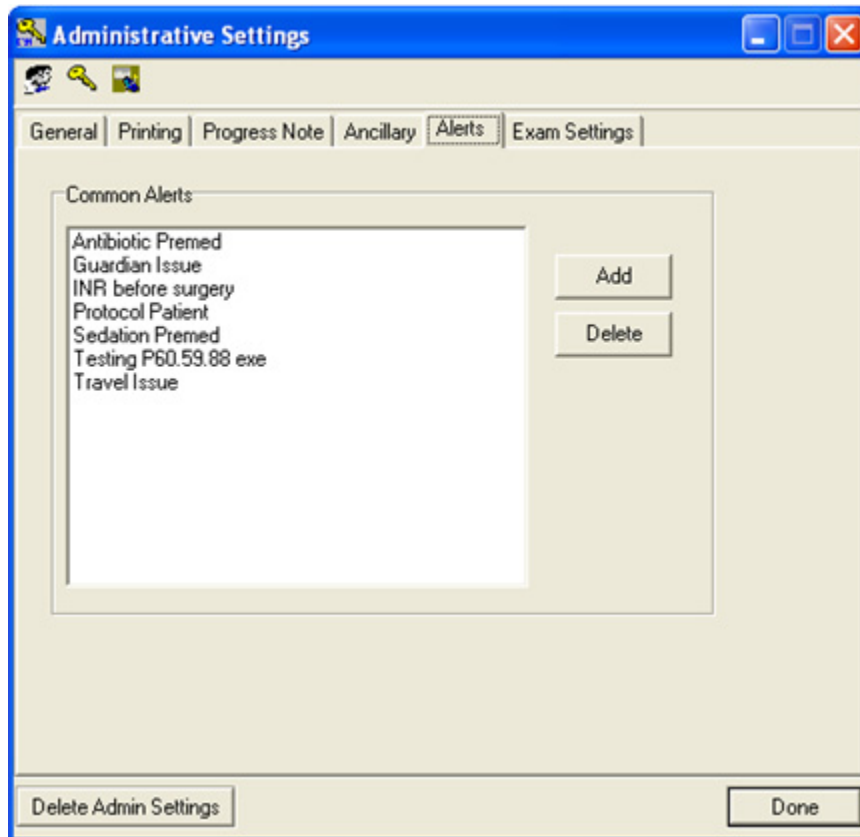 Administrative Settings
General Printing Progress Note Ancillary Alerts Exam Settings
Common Alerts
Antibiotic Premed
Guardian Issue
INR before surgery
Protocol Patient
Sedation Premed
Testing P60.59.88 exe
Travel Issue
Add
Delete
Delete Admin Settings
Done